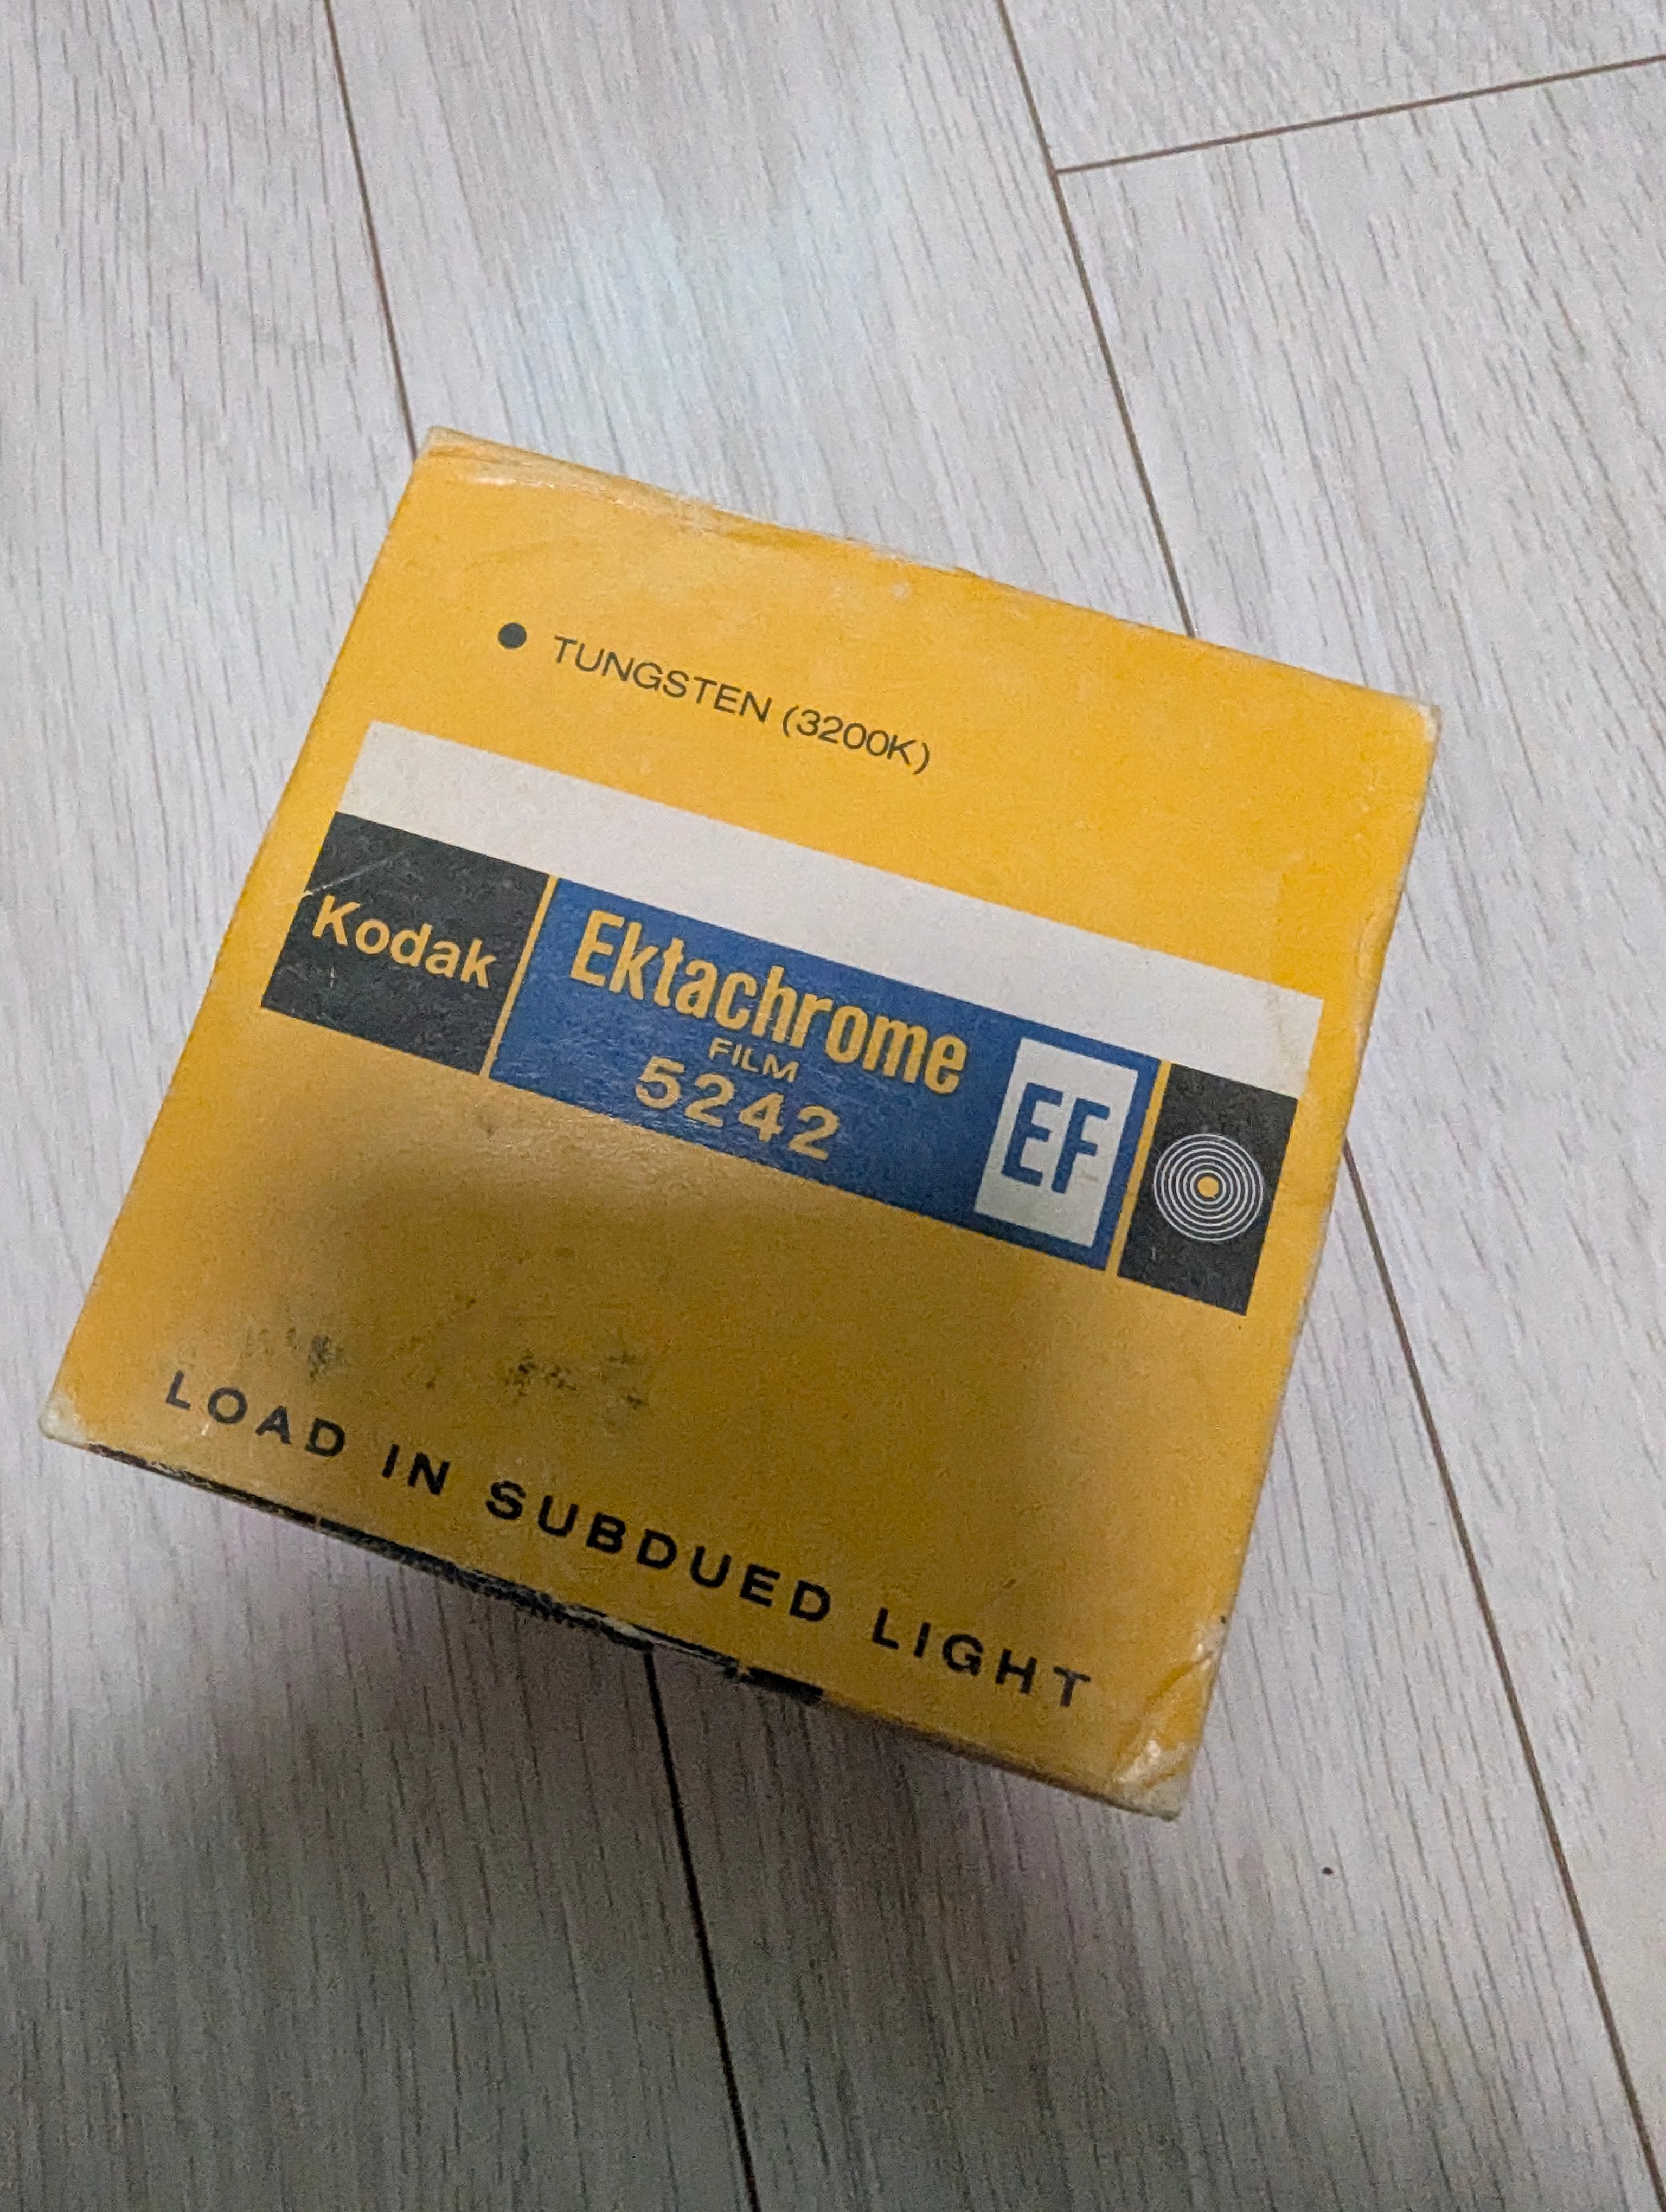 ● TUNGSTEN (3200K)
Kodak
Ektachrome
FILM
5242
EF
LOAD IN SUBDUED LIGHT